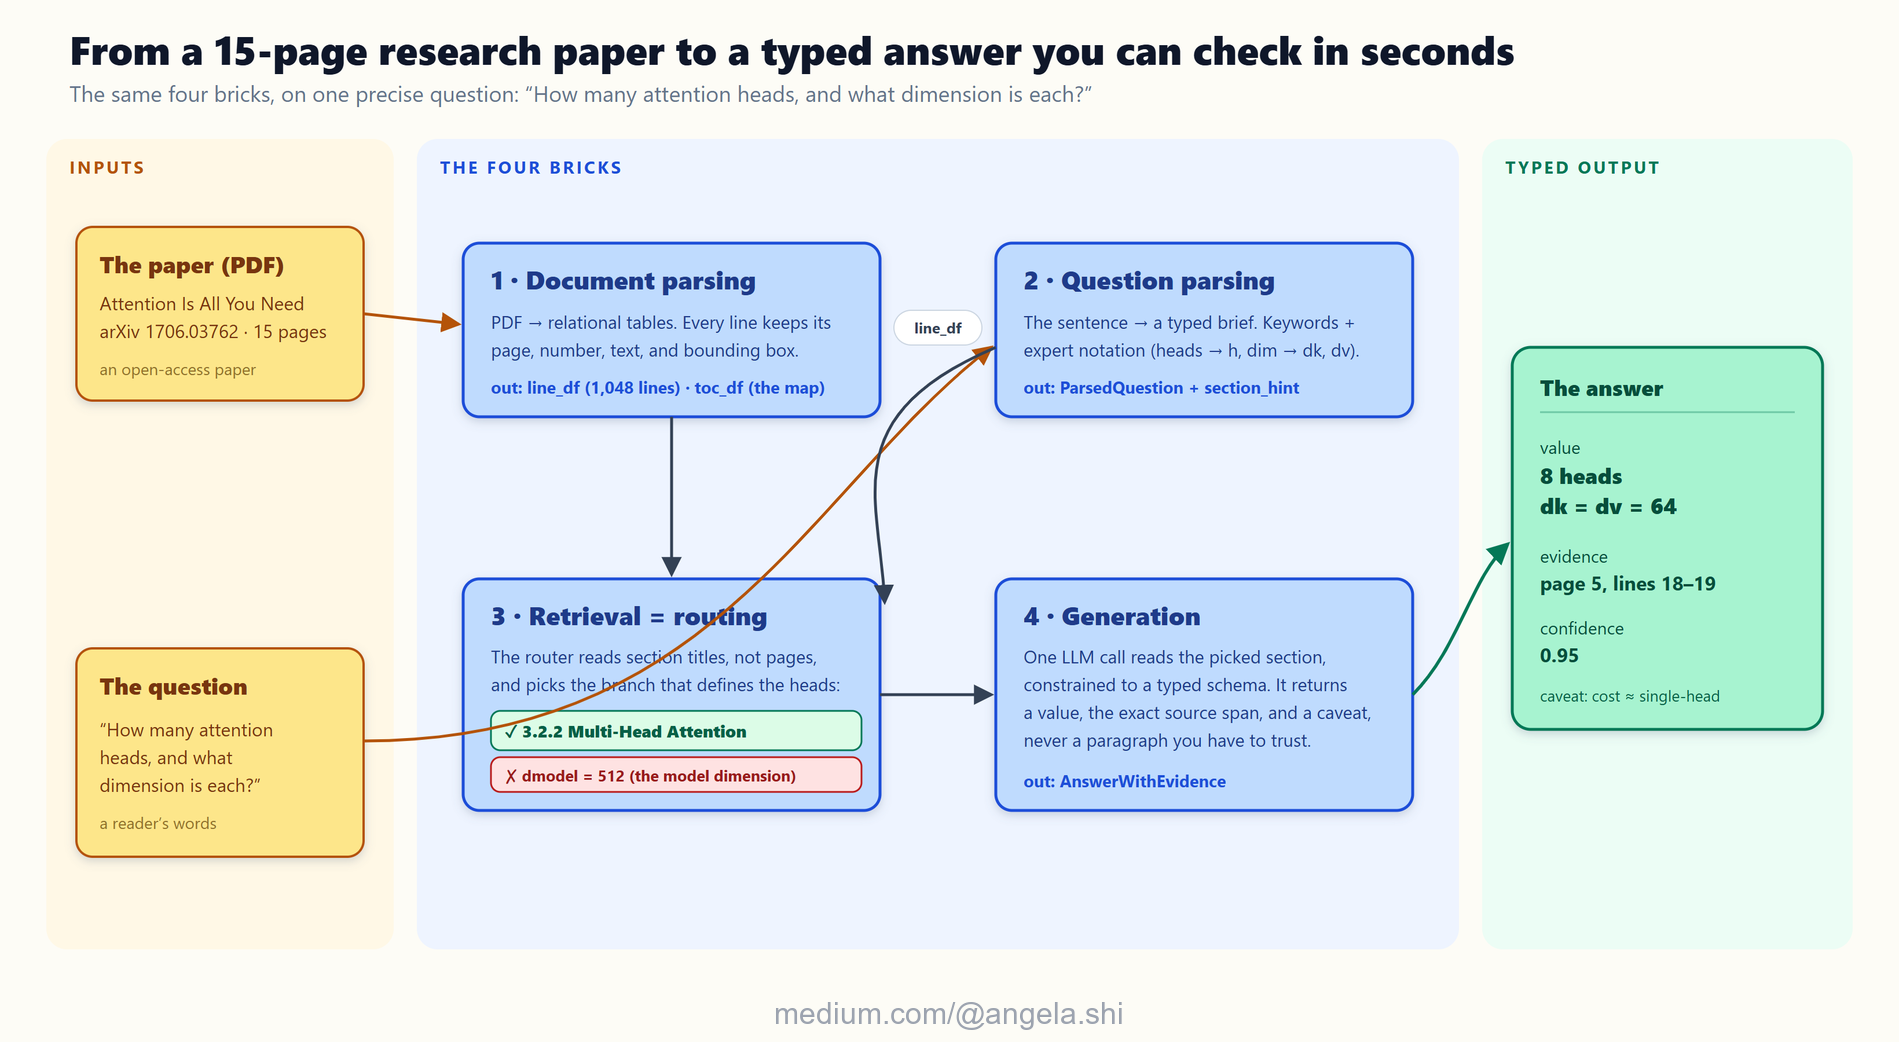 From a 15-page research paper to a typed answer you can check in seconds
The same four bricks, on one precise question: “How many attention heads, and what dimension is each?”
INPUTS
The paper (PDF)
Attention Is All You Need
arXiv 1706.03762 · 15 pages
an open-access paper
The question
“How many attention
heads, and what
dimension is each?”
a reader’s words
THE FOUR BRICKS
1 · Document parsing
PDF → relational tables. Every line keeps its
page, number, text, and bounding box.
out: line_df (1,048 lines) · toc_df (the map)
line_df
2 · Question parsing
The sentence → a typed brief. Keywords +
expert notation (heads → h, dim → dk, dv).
out: ParsedQuestion + section_hint
3 · Retrieval = routing
The router reads section titles, not pages,
and picks the branch that defines the heads:
✓ 3.2.2 Multi-Head Attention
✗ dmodel = 512 (the model dimension)
4 · Generation
One LLM call reads the picked section,
constrained to a typed schema. It returns
a value, the exact source span, and a caveat,
never a paragraph you have to trust.
out: AnswerWithEvidence
TYPED OUTPUT
The answer
value
8 heads
dk = dv = 64
evidence
page 5, lines 18–19
confidence
0.95
caveat: cost ≈ single-head
medium.com/@angela.shi